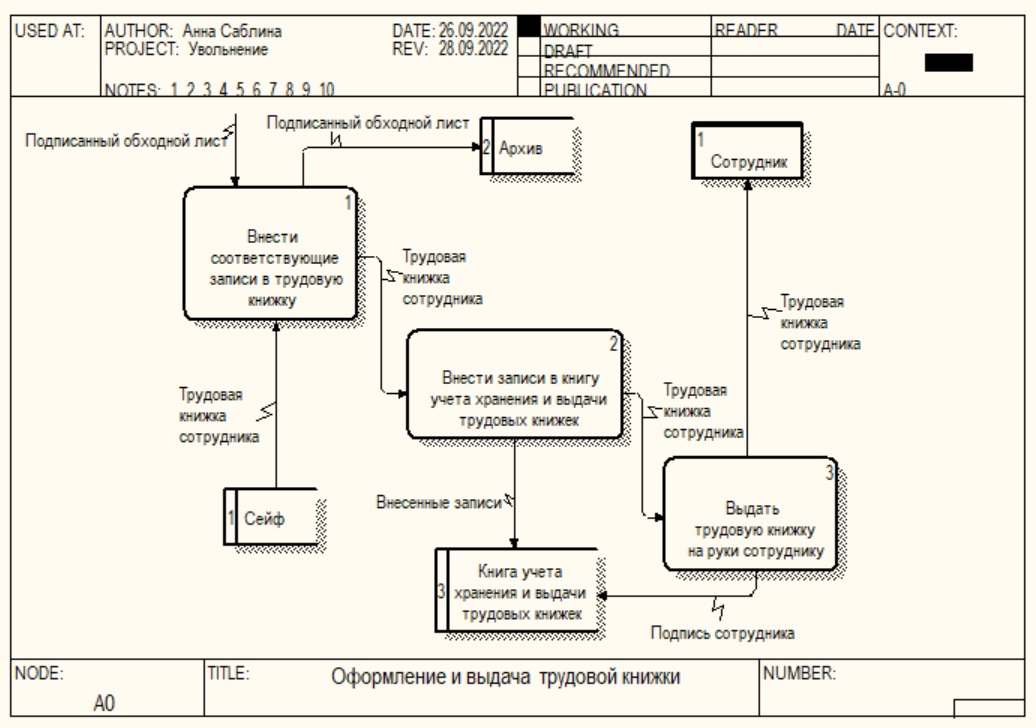 USED AT:
AUTHOR: Анна Саблина
DATE: 26.09.2022
PROJECT: Увольнение
REV: 28.09.2022
NOTES: 1 2 3 4 5 6 7 8 9 10
WORKING
DRAFT
RECOMMENDED
PUBLICATION
READER
DATE
CONTEXT:
A-0
Подписанный обходной лист
Подписанный обходной лист
2 Архив
1
Сотрудник
1
Внести
соответствующие
записи в трудовую
книжку
Трудовая
книжка
сотрудника
Трудовая
книжка
сотрудника
2
Внести записи в книгу
учета хранения и выдачи
трудовых книжек
Трудовая
книжка
сотрудника
Трудовая
книжка
сотрудника
1 Сейф
Внесенные записи
3
Выдать
трудовую книжку
на руки сотруднику
3
Книга учета
хранения и выдачи
трудовых книжек
Подпись сотрудника
NODE:
A0
TITLE:
Оформление и выдача трудовой книжки
NUMBER: